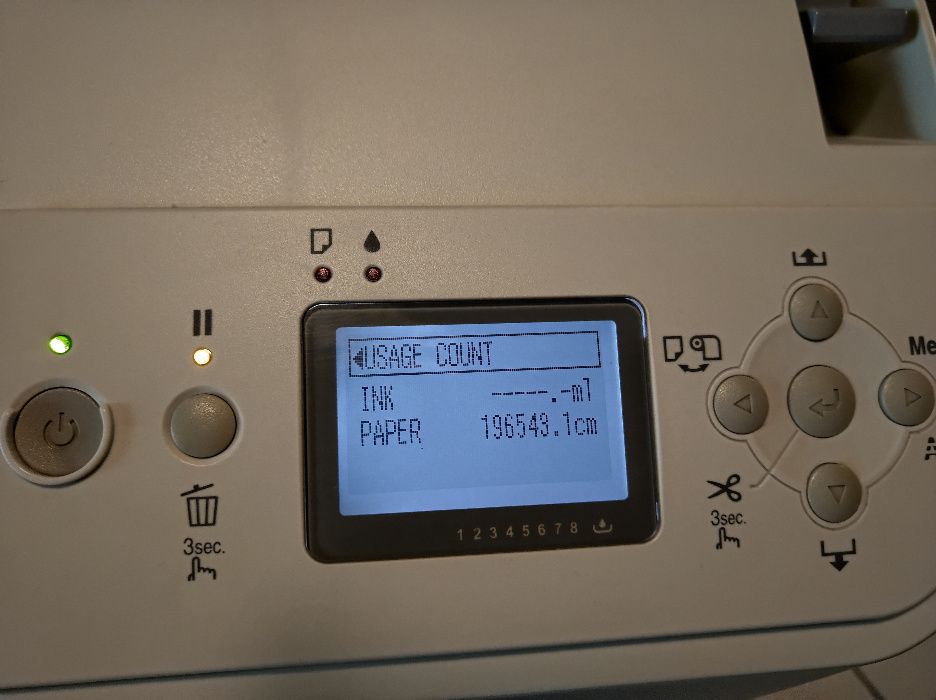 USAGE COUNT
INK -----.-ml
PAPER 196543.1cm
1 2 3 4 5 6 7 8
3sec.
3sec.
Me